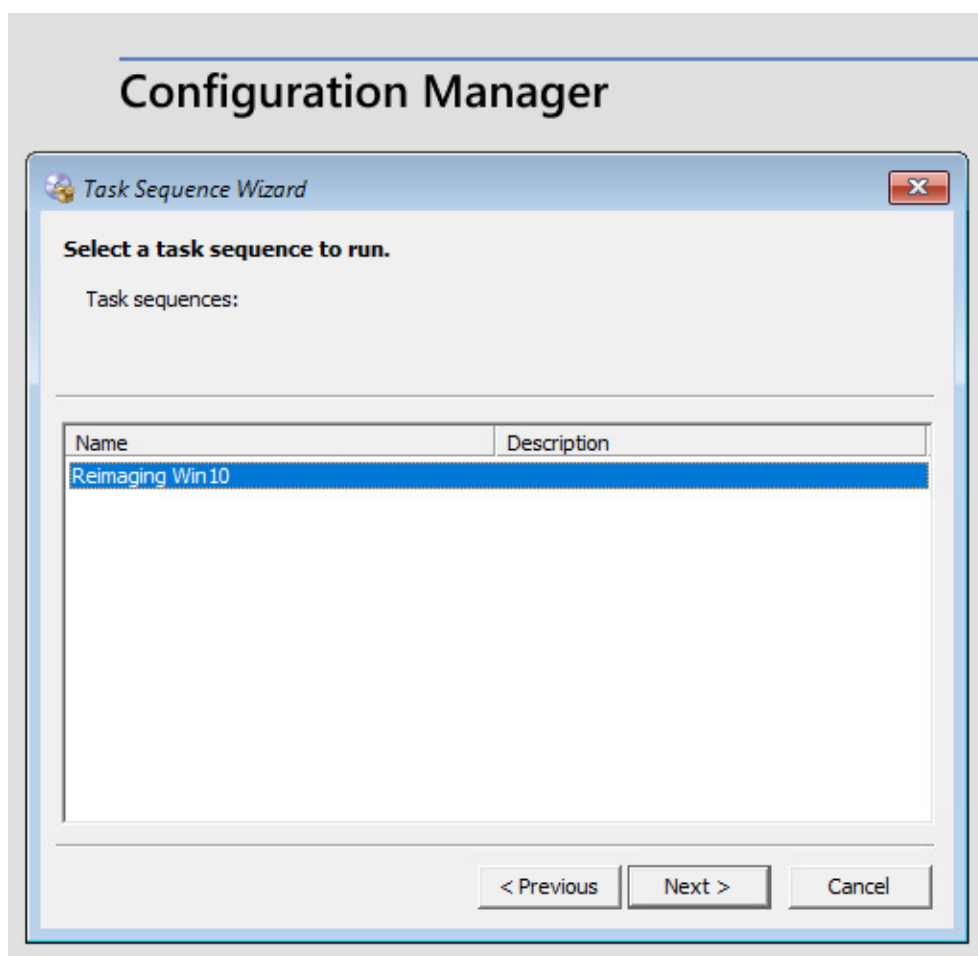 Configuration Manager
Task Sequence Wizard
Select a task sequence to run.
Task sequences:
Name Description
Reimaging Win10
< Previous Next > Cancel